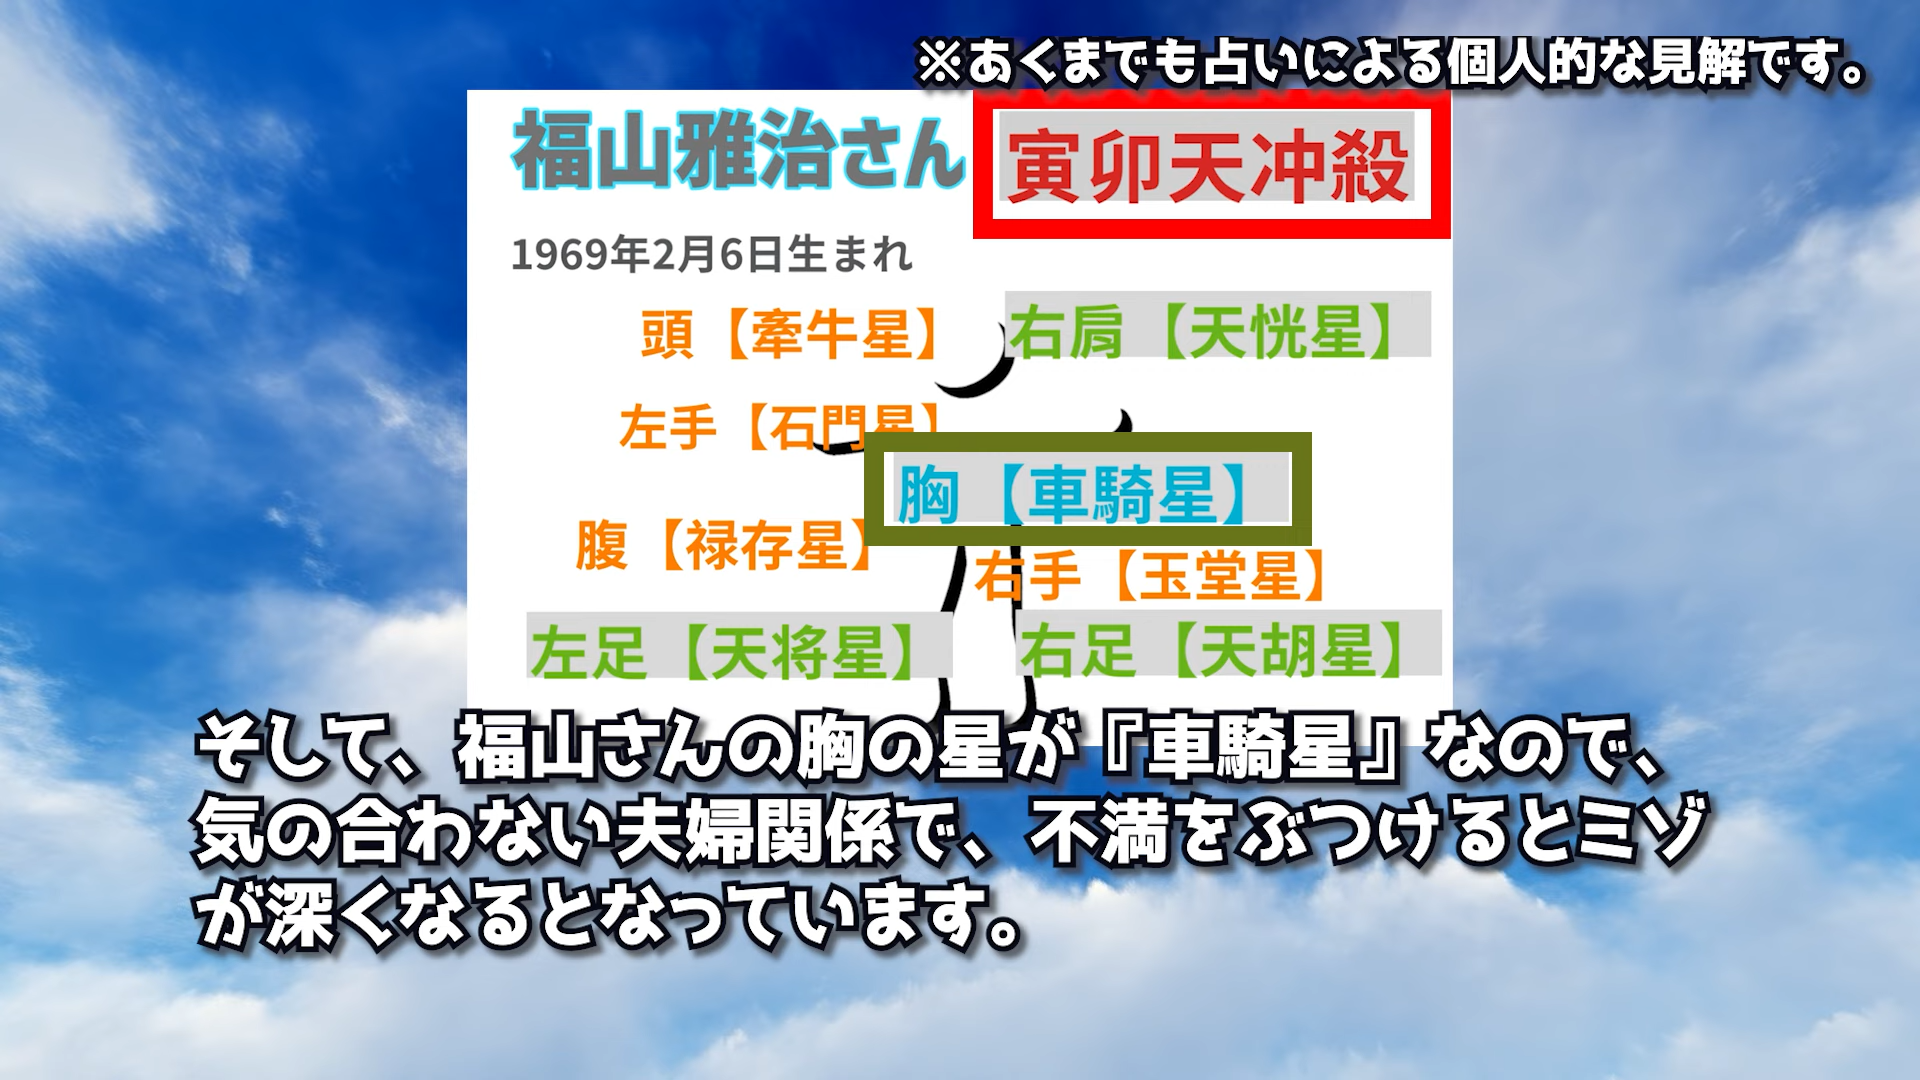 ※あくまでも占いによる個人的な見解です。
福山雅治さん
寅卯天冲殺
1969年2月6日生まれ
頭【牽牛星】
右肩【天恍星】
左手【石門星】
胸【車騎星】
腹【禄存星】
右手【玉堂星】
左足【天将星】
右足【天胡星】
そして、福山さんの胸の星が『車騎星』なので、
気の合わない夫婦関係で、不満をぶつけるとミゾ
が深くなるとなっています。